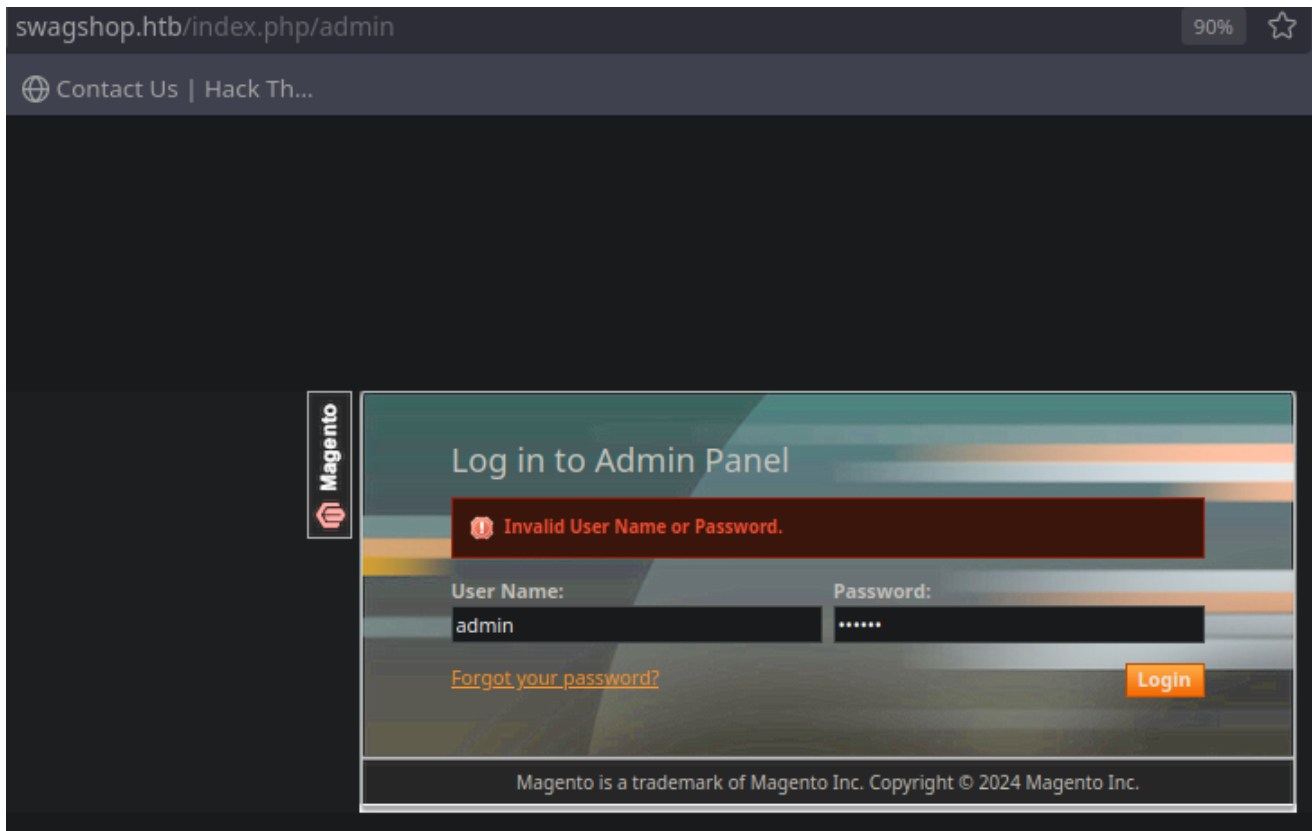 swagshop.htb/index.php/admin
90%
Contact Us | Hack Th...
Magento
Log in to Admin Panel
Invalid User Name or Password.
User Name: Password:
admin ••••••
Forgot your password? Login
Magento is a trademark of Magento Inc. Copyright © 2024 Magento Inc.